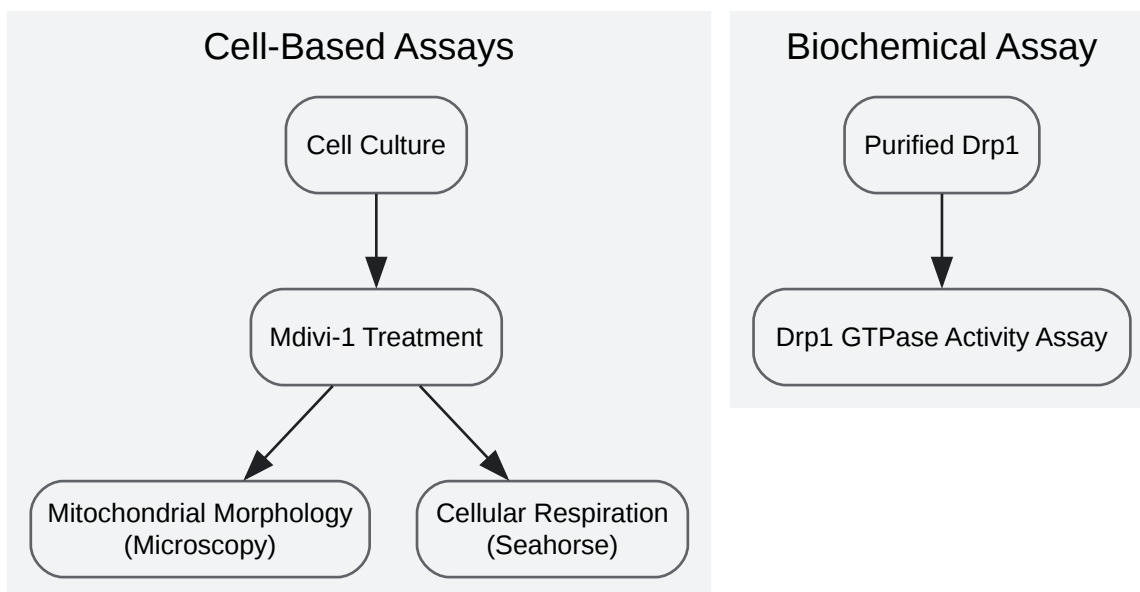 Cell-Based Assays
Cell Culture
Mdivi-1 Treatment
Mitochondrial Morphology
(Microscopy)
Cellular Respiration
(Seahorse)
Biochemical Assay
Purified Drp1
Drp1 GTPase Activity Assay